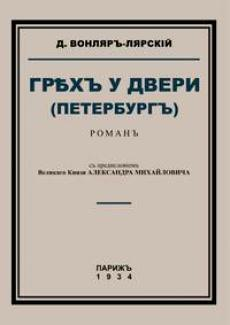 Д. ВОНЛЯРЪ-ЛЯРСКІЙ
ГРѢХЪ У ДВЕРИ
(ПЕТЕРБУРГЪ)
РОМАНЪ
съ предисловіемъ
Великаго Князя АЛЕКСАНДРА МИХАЙЛОВИЧА
ПАРИЖЪ
1934